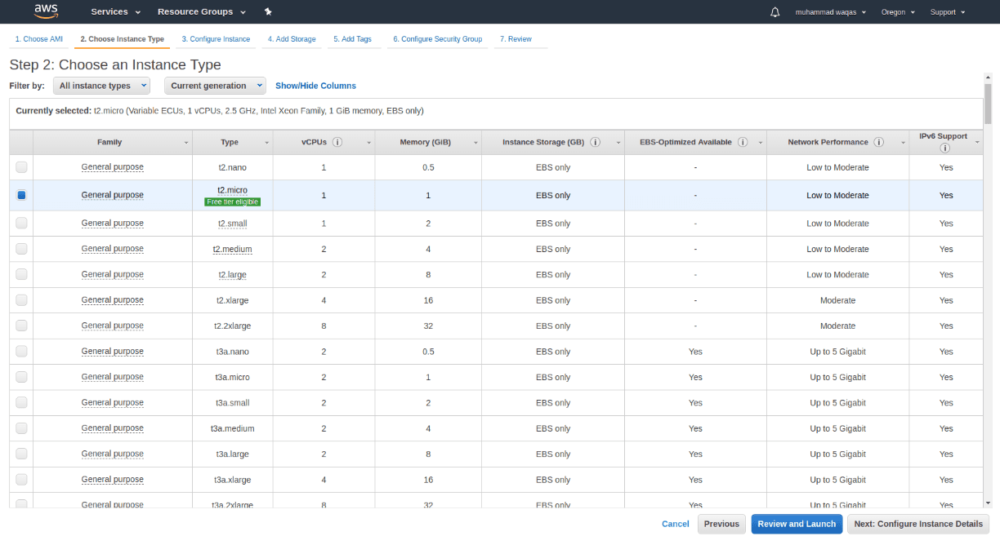 aws Services Resource Groups muhammad waqas Oregon Support
1. Choose AMI 2. Choose Instance Type 3. Configure Instance 4. Add Storage 5. Add Tags 6. Configure Security Group 7. Review
Step 2: Choose an Instance Type
Filter by: All instance types Current generation Show/Hide Columns
Currently selected: t2.micro (Variable ECUs, 1 vCPUs, 2.5 GHz, Intel Xeon Family, 1 GiB memory, EBS only)
Family Type vCPUs Memory (GiB) Instance Storage (GB) EBS-Optimized Available Network Performance IPv6 Support
General purpose t2.nano 1 0.5 EBS only - Low to Moderate Yes
General purpose t2.micro Free tier eligible 1 1 EBS only - Low to Moderate Yes
General purpose t2.small 1 2 EBS only - Low to Moderate Yes
General purpose t2.medium 2 4 EBS only - Low to Moderate Yes
General purpose t2.large 2 8 EBS only - Low to Moderate Yes
General purpose t2.xlarge 4 16 EBS only - Moderate Yes
General purpose t2.2xlarge 8 32 EBS only - Moderate Yes
General purpose t3a.nano 2 0.5 EBS only Yes Up to 5 Gigabit Yes
General purpose t3a.micro 2 1 EBS only Yes Up to 5 Gigabit Yes
General purpose t3a.small 2 2 EBS only Yes Up to 5 Gigabit Yes
General purpose t3a.medium 2 4 EBS only Yes Up to 5 Gigabit Yes
General purpose t3a.large 2 8 EBS only Yes Up to 5 Gigabit Yes
General purpose t3a.xlarge 4 16 EBS only Yes Up to 5 Gigabit Yes
General purpose t3a.2xlarge 8 32 EBS only Yes Up to 5 Gigabit Yes
Cancel Previous Review and Launch Next: Configure Instance Details